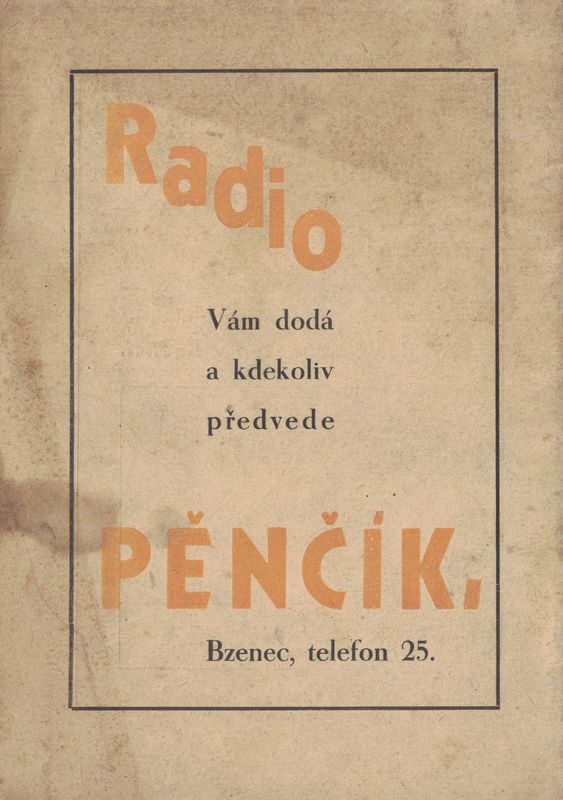 Radio
Vám dodá
a kdekoliv
předvede
PĚNČÍK,
Bzenec, telefon 25.